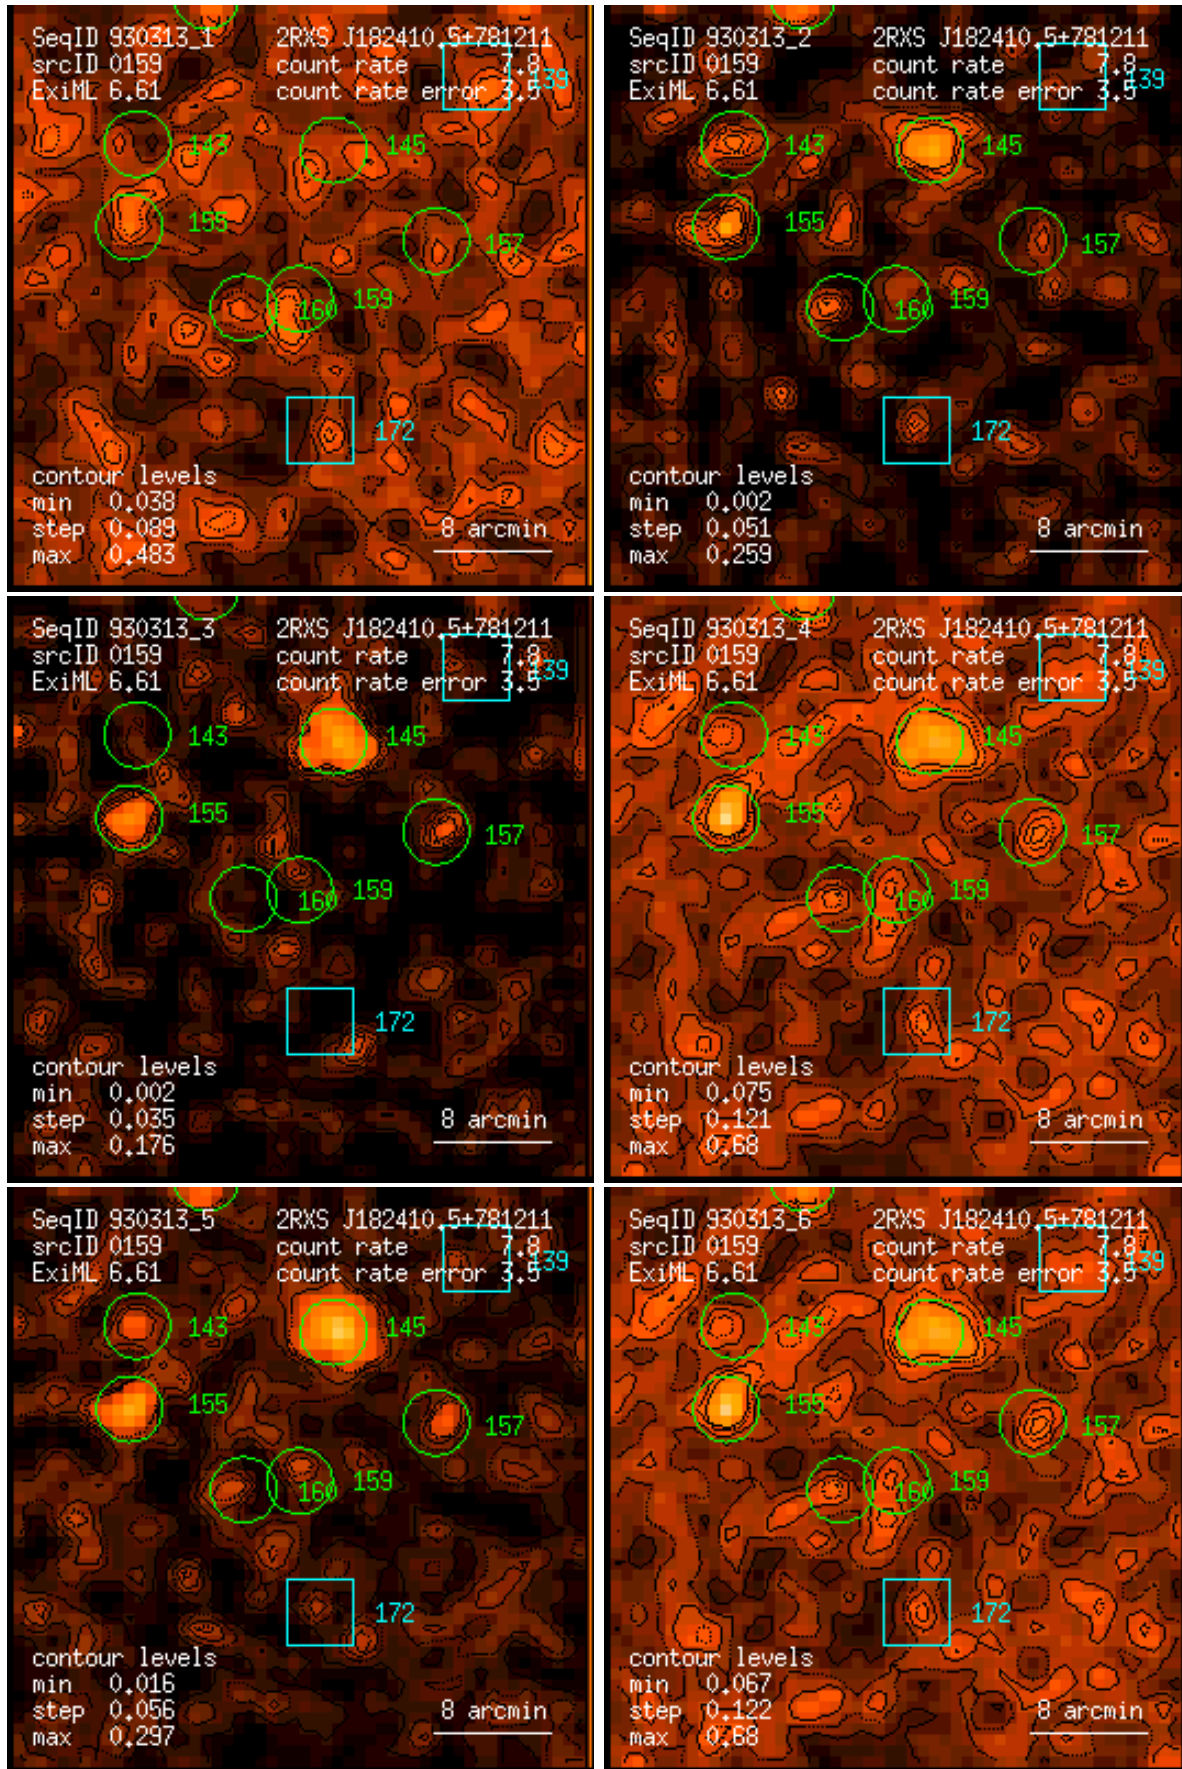 SeqID 930313_1 2RXS J182410.5+781211
srcID 0159 count rate 7.8
ExiML 6.61 count rate error 3.5 139
143 145
155 157
160 159
172
contour levels
min 0.038
step 0.089 8 arcmin
max 0.483
SeqID 930313_2 2RXS J182410.5+781211
srcID 0159 count rate 7.8
ExiML 6.61 count rate error 3.5 139
143 145
155 157
160 159
172
contour levels
min 0.002
step 0.051 8 arcmin
max 0.259
SeqID 930313_3 2RXS J182410.5+781211
srcID 0159 count rate 7.8
ExiML 6.61 count rate error 3.5 139
143 145
155 157
160 159
172
contour levels
min 0.002
step 0.035 8 arcmin
max 0.176
SeqID 930313_4 2RXS J182410.5+781211
srcID 0159 count rate 7.8
ExiML 6.61 count rate error 3.5 139
143 145
155 157
160 159
172
contour levels
min 0.075
step 0.121 8 arcmin
max 0.68
SeqID 930313_5 2RXS J182410.5+781211
srcID 0159 count rate 7.8
ExiML 6.61 count rate error 3.5 139
143 145
155 157
160 159
172
contour levels
min 0.016
step 0.056 8 arcmin
max 0.297
SeqID 930313_6 2RXS J182410.5+781211
srcID 0159 count rate 7.8
ExiML 6.61 count rate error 3.5 139
143 145
155 157
160 159
172
contour levels
min 0.067
step 0.122 8 arcmin
max 0.68